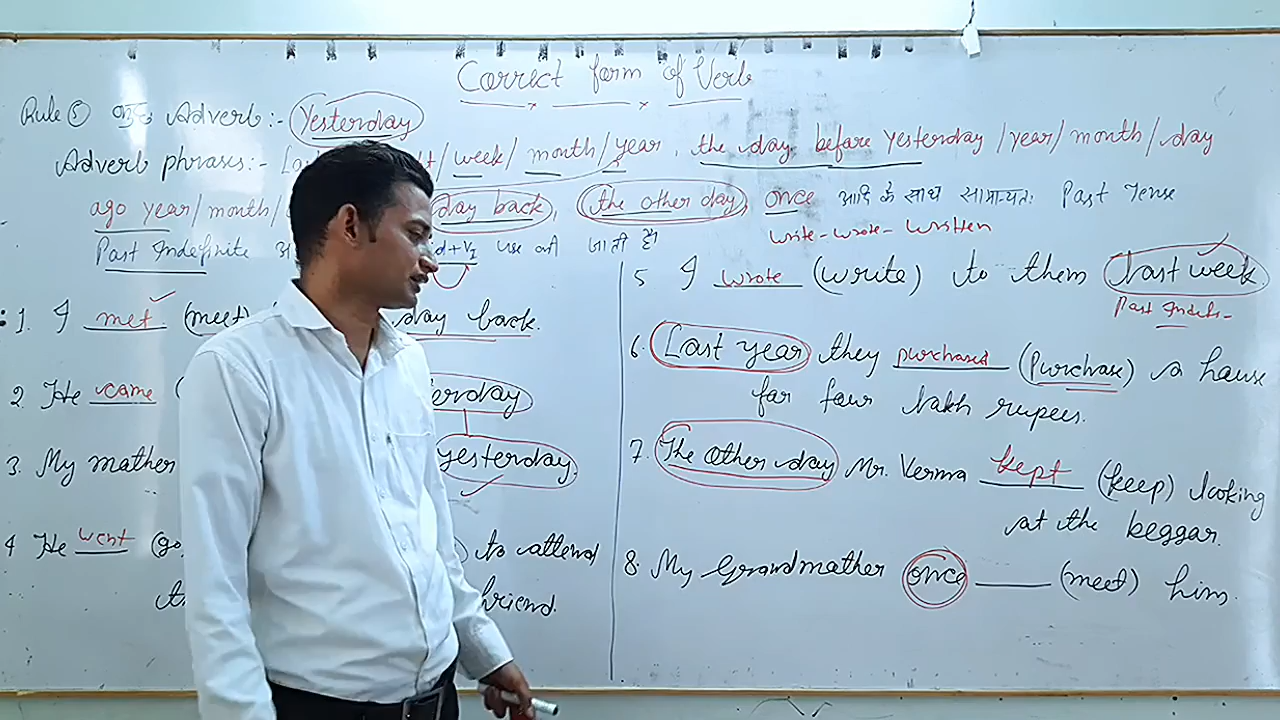 Correct form of Verb
Rule 5 कुछ Adverb:- Yesterday
Adverb phrases:- t/week/month/year, the day before yesterday/year/month/day
ago year/month/ day back, the other day, once आदि के साथ सामान्यतः Past Tense
Past Indefinite d+V1 use की जाती है।
1. I met (meet) day back.
2. He came ( erday
3. My mother yesterday.
4 He went (go to attend
friend.
write - wrote - written
5 I wrote (write) to them last week
Past Indefi-
6. Last year they purchased (purchase) a house
for four lakh rupees.
7. The other day Mr. Verma kept (keep) looking
at the beggar.
8. My Grandmother once ____ (meet) him.